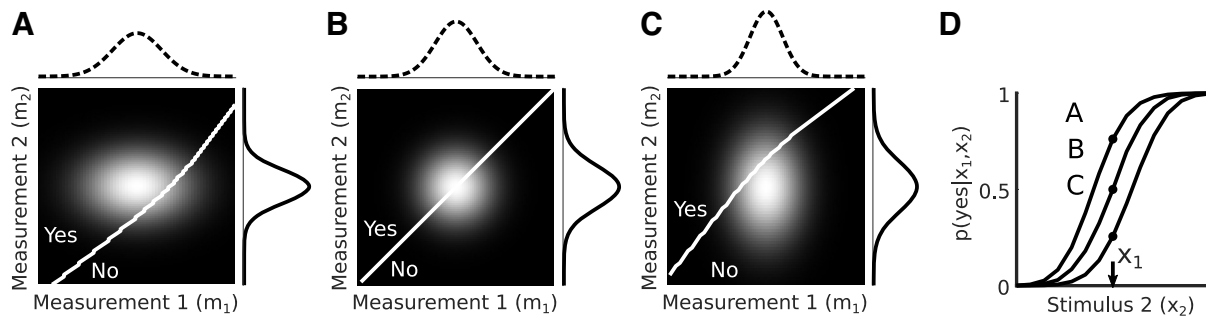 A
B
C
D
Measurement 2 (m₂)
Yes
No
Measurement 1 (m₁)
Measurement 2 (m₂)
Yes
No
Measurement 1 (m₁)
Measurement 2 (m₂)
Yes
No
Measurement 1 (m₁)
p(yes|x₁,x₂)
1
0.5
0
A
B
C
x₁
Stimulus 2 (x₂)